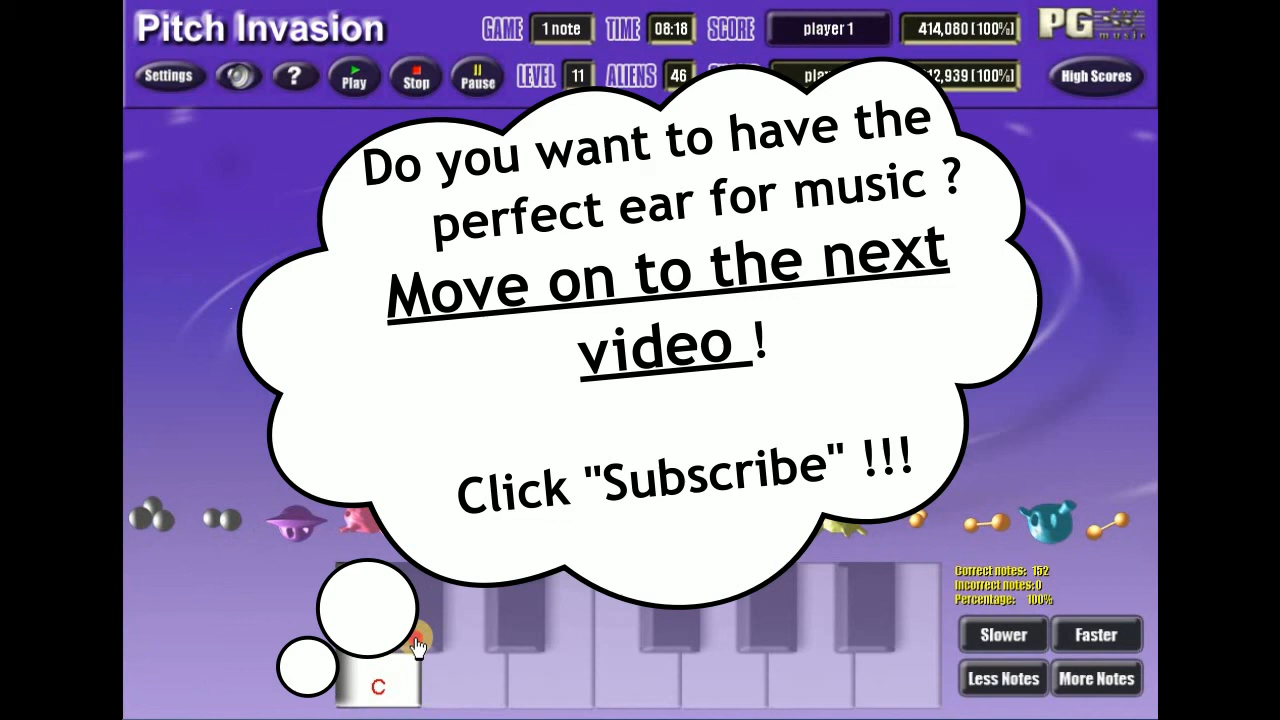 Pitch Invasion
GAME 1 note TIME 08:18 SCORE player 1 414,080 [100%] PG music
Settings ? Play Stop Pause LEVEL 11 ALIENS 46 High Scores
Do you want to have the
perfect ear for music ?
Move on to the next
video !
Click "Subscribe" !!!
Correct notes: 152
Incorrect notes:0
Percentage: 100%
Slower Faster
Less Notes More Notes
C